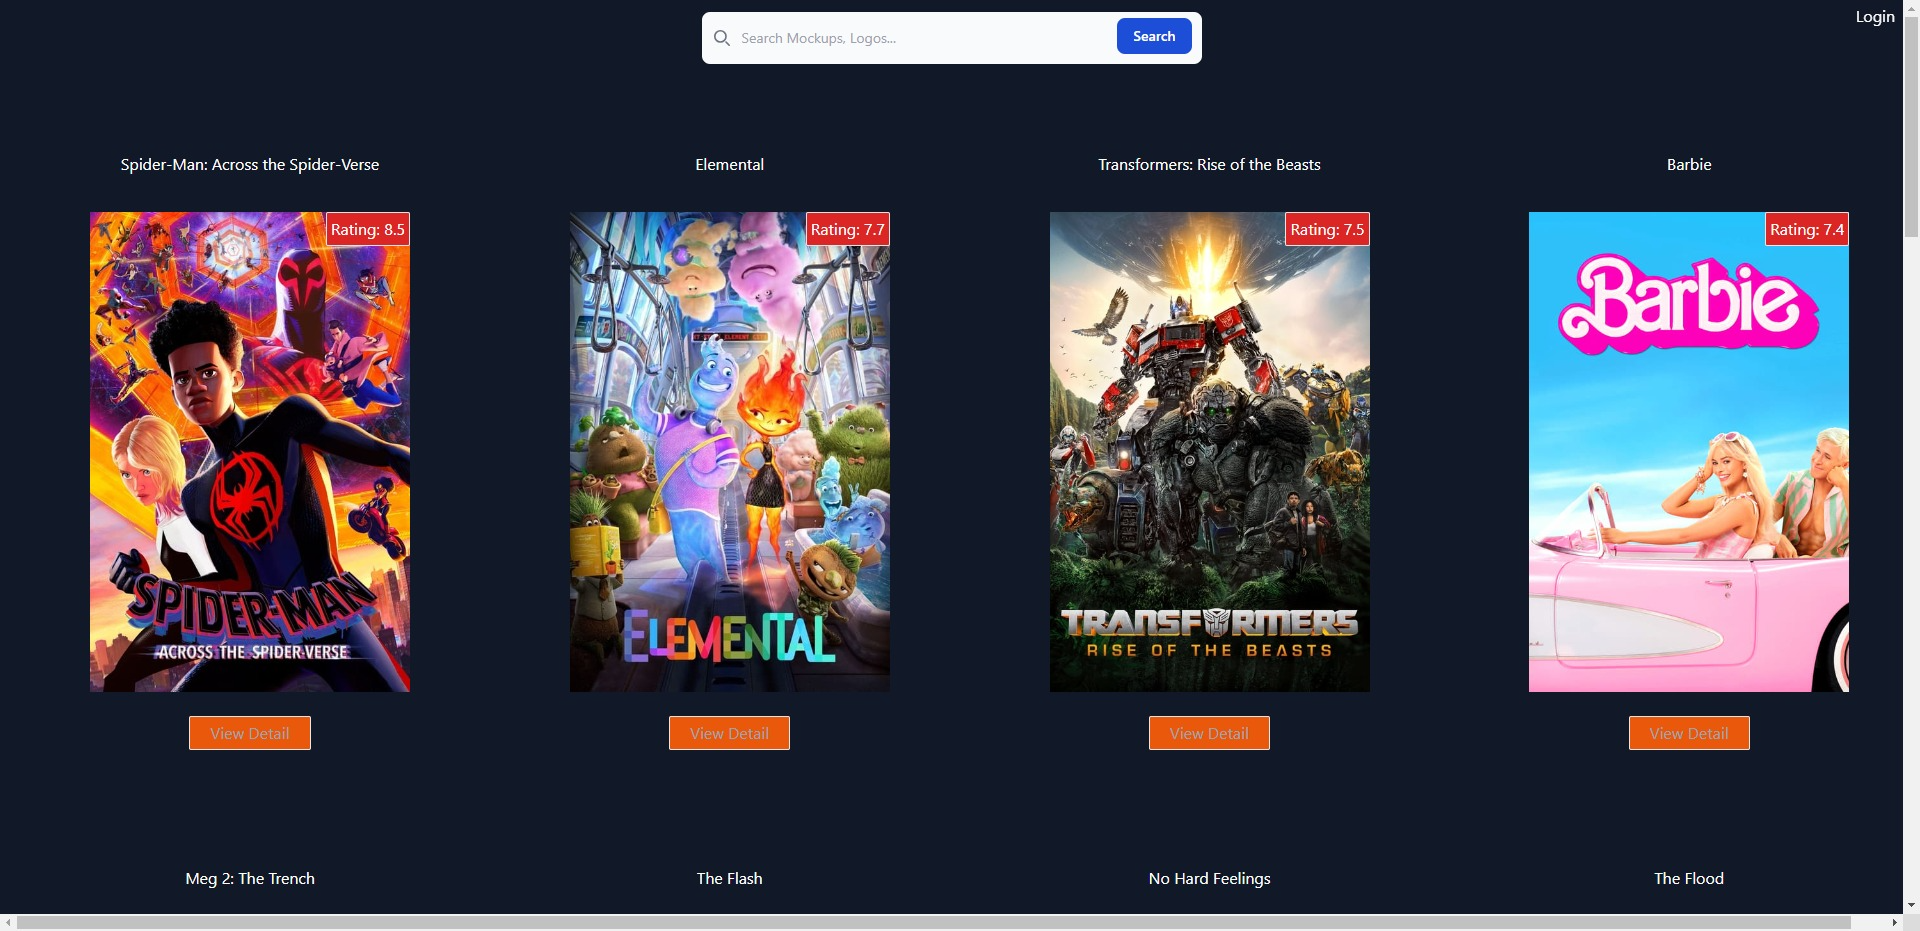 Login
Search Mockups, Logos...
Search
Spider-Man: Across the Spider-Verse
Elemental
Transformers: Rise of the Beasts
Barbie
Rating: 8.5
Rating: 7.7
Rating: 7.5
Rating: 7.4
Barbie
SPIDER-MAN
ACROSS THE SPIDER-VERSE
ELEMENTAL
TRANSFORMERS
RISE OF THE BEASTS
View Detail
View Detail
View Detail
View Detail
Meg 2: The Trench
The Flash
No Hard Feelings
The Flood